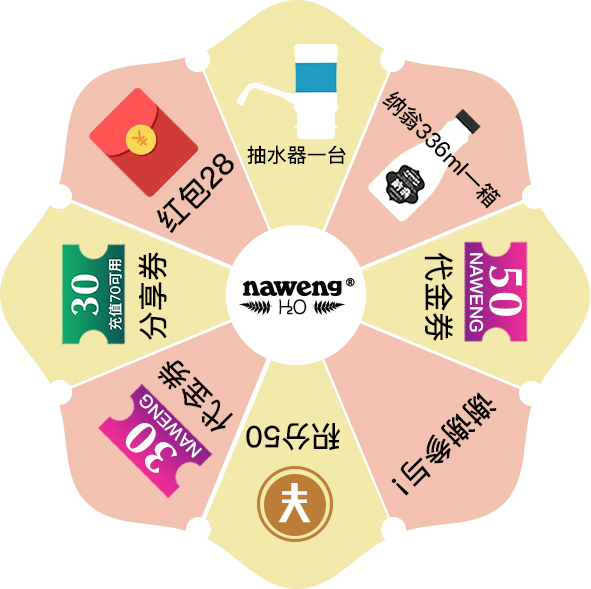 抽水器一台
纳翁336ml一箱
50
NAWENG
代金券
谢谢参与!
积分50
30
NAWENG
代金券
30
充值70可用
分享券
红包28
naweng®
H2O